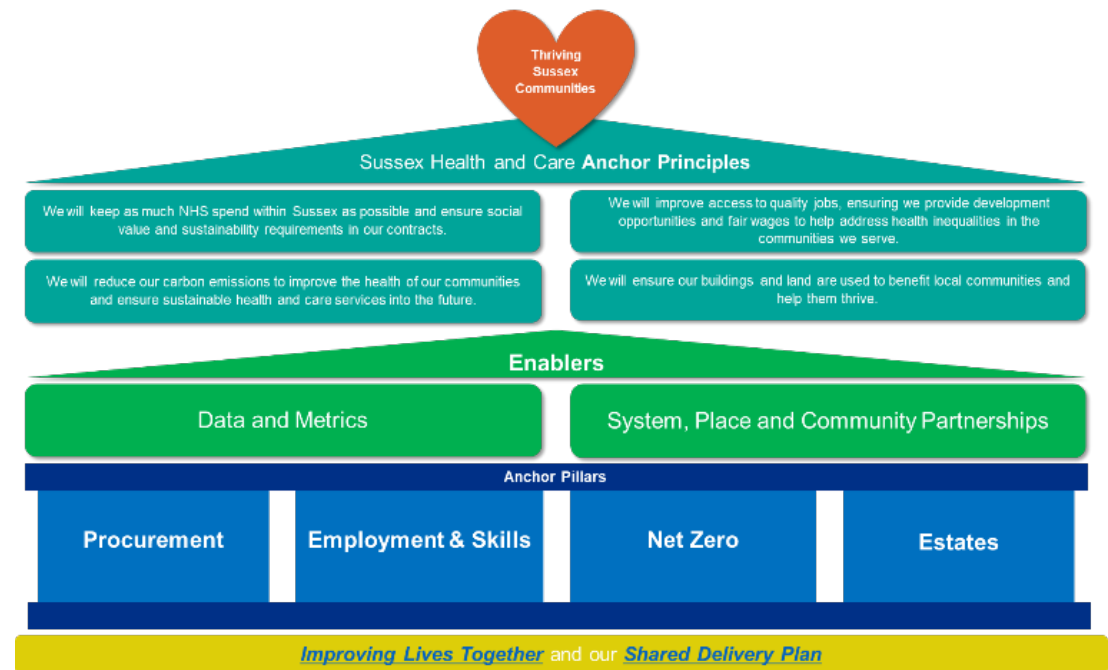 Thriving
Sussex
Communities
Sussex Health and Care Anchor Principles
We will keep as much NHS spend within Sussex as possible and ensure social
value and sustainability requirements in our contracts.
We will improve access to quality jobs, ensuring we provide development
opportunities and fair wages to help address health inequalities in the
communities we serve.
We will reduce our carbon emissions to improve the health of our communities
and ensure sustainable health and care services into the future.
We will ensure our buildings and land are used to benefit local communities and
help them thrive.
Enablers
Data and Metrics
System, Place and Community Partnerships
Anchor Pillars
Procurement
Employment & Skills
Net Zero
Estates
Improving Lives Together and our Shared Delivery Plan